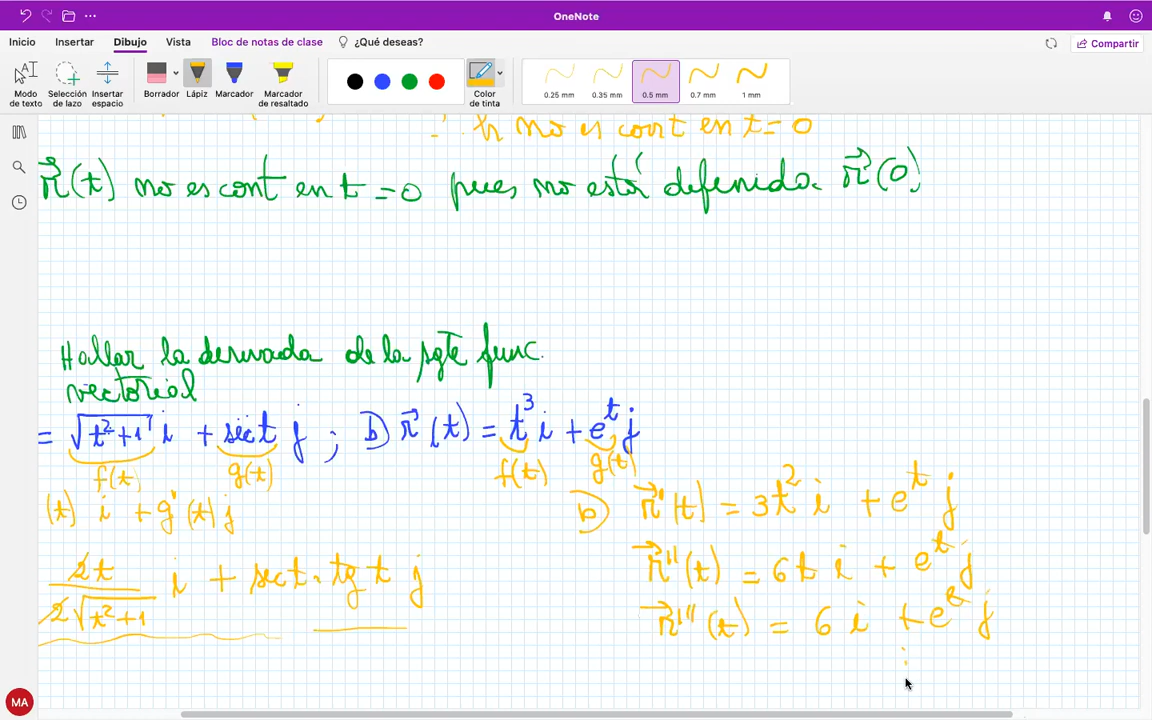 OneNote
Inicio Insertar Dibujo Vista Bloc de notas de clase ¿Qué deseas? Compartir
Modo de texto
Selección de lazo
Insertar espacio
Borrador
Lápiz
Marcador
Marcador de resaltado
Color de tinta
0.25 mm 0.35 mm 0.5 mm 0.7 mm 1 mm
h no es cont en t = 0
r⃗(t) no es cont en t = 0 pues no está definida r⃗(0)
Hallar la derivada de la sgte func.
vectorial
= √(t²+1) i + sec t j ; b) r⃗(t) = t³ i + e^t j
f(t) g(t) f(t) g(t)
(t) i + g'(t) j b) r⃗'(t) = 3t² i + e^t j
2t / 2√(t²+1) i + sec t · tg t j r⃗''(t) = 6t i + e^t j
r⃗'''(t) = 6 i + e^t j
⋮
MA